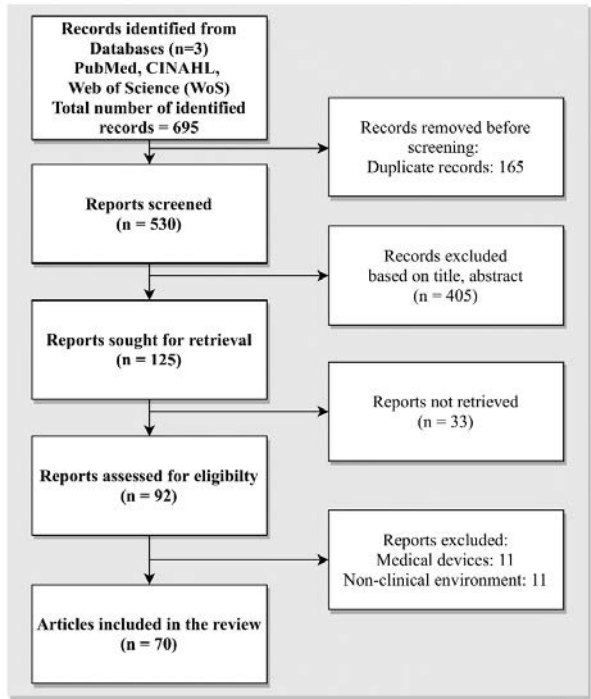 Records identified from
Databases (n=3)
PubMed, CINAHL,
Web of Science (WoS)
Total number of identified
records = 695
Records removed before
screening:
Duplicate records: 165
Reports screened
(n = 530)
Records excluded
based on title, abstract
(n = 405)
Reports sought for retrieval
(n = 125)
Reports not retrieved
(n = 33)
Reports assessed for eligibilty
(n = 92)
Reports excluded:
Medical devices: 11
Non-clinical environment: 11
Articles included in the review
(n = 70)